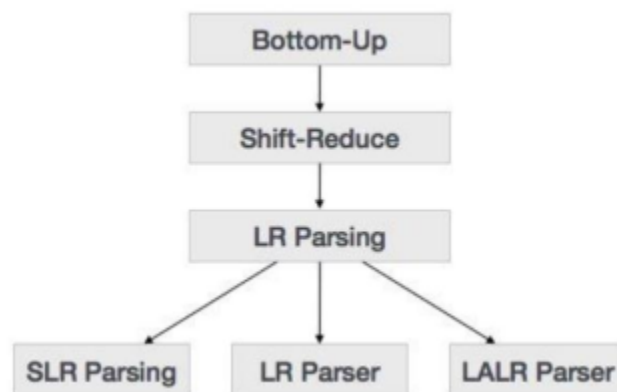 Bottom-Up
Shift-Reduce
LR Parsing
SLR Parsing
LR Parser
LALR Parser